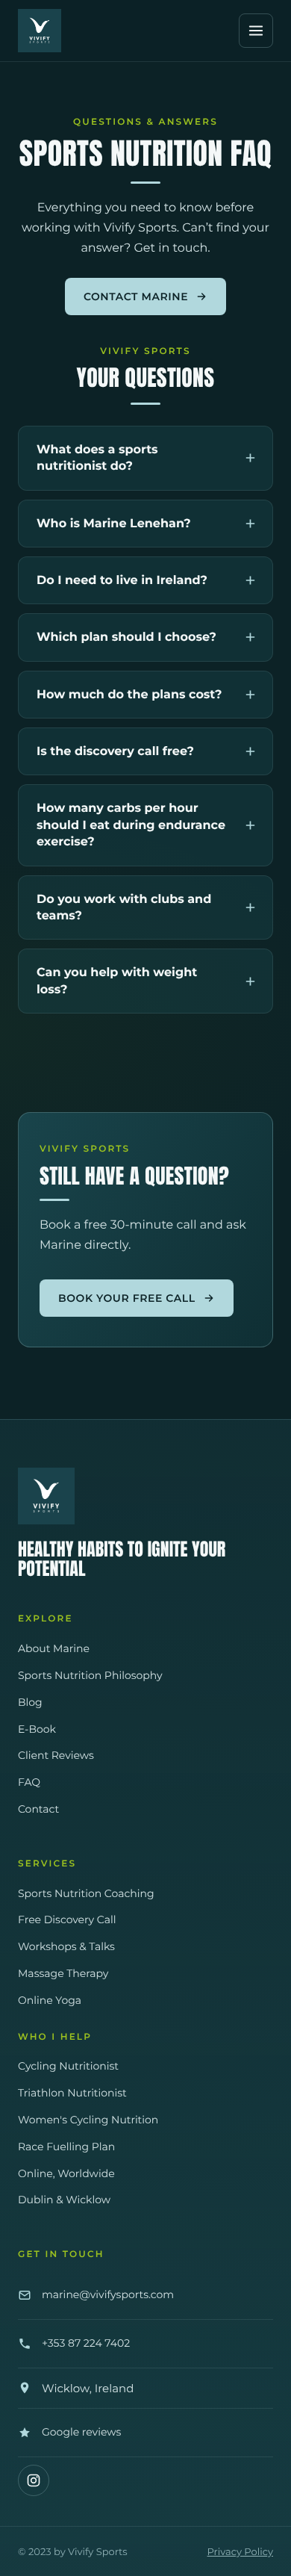 VIVIFY
SPORTS
QUESTIONS & ANSWERS
SPORTS NUTRITION FAQ
Everything you need to know before
working with Vivify Sports. Can’t find your
answer? Get in touch.
CONTACT MARINE →
VIVIFY SPORTS
YOUR QUESTIONS
What does a sports
nutritionist do? +
Who is Marine Lenehan? +
Do I need to live in Ireland? +
Which plan should I choose? +
How much do the plans cost? +
Is the discovery call free? +
How many carbs per hour
should I eat during endurance
exercise? +
Do you work with clubs and
teams? +
Can you help with weight
loss? +
VIVIFY SPORTS
STILL HAVE A QUESTION?
Book a free 30-minute call and ask
Marine directly.
BOOK YOUR FREE CALL →
VIVIFY
SPORTS
HEALTHY HABITS TO IGNITE YOUR
POTENTIAL
EXPLORE
About Marine
Sports Nutrition Philosophy
Blog
E-Book
Client Reviews
FAQ
Contact
SERVICES
Sports Nutrition Coaching
Free Discovery Call
Workshops & Talks
Massage Therapy
Online Yoga
WHO I HELP
Cycling Nutritionist
Triathlon Nutritionist
Women's Cycling Nutrition
Race Fuelling Plan
Online, Worldwide
Dublin & Wicklow
GET IN TOUCH
marine@vivifysports.com
+353 87 224 7402
Wicklow, Ireland
Google reviews
© 2023 by Vivify Sports
Privacy Policy